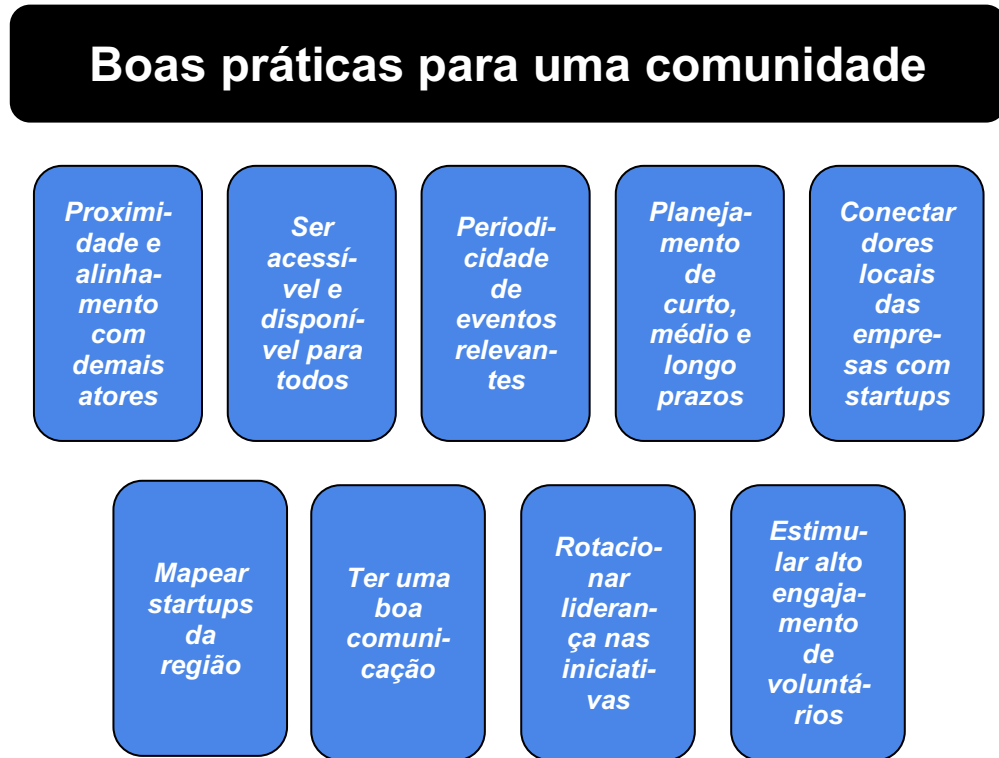 Boas práticas para uma comunidade
Proximi-
dade e
alinha-
mento
com
demais
atores
Ser
acessí-
vel e
disponí-
vel para
todos
Periodi-
cidade
de
eventos
relevan-
tes
Planeja-
mento
de
curto,
médio e
longo
prazos
Conectar
dores
locais
das
empre-
sas com
startups
Mapear
startups
da
região
Ter uma
boa
comuni-
cação
Rotacio-
nar
lideran-
ça nas
iniciati-
vas
Estimu-
lar alto
engaja-
mento
de
voluntá-
rios